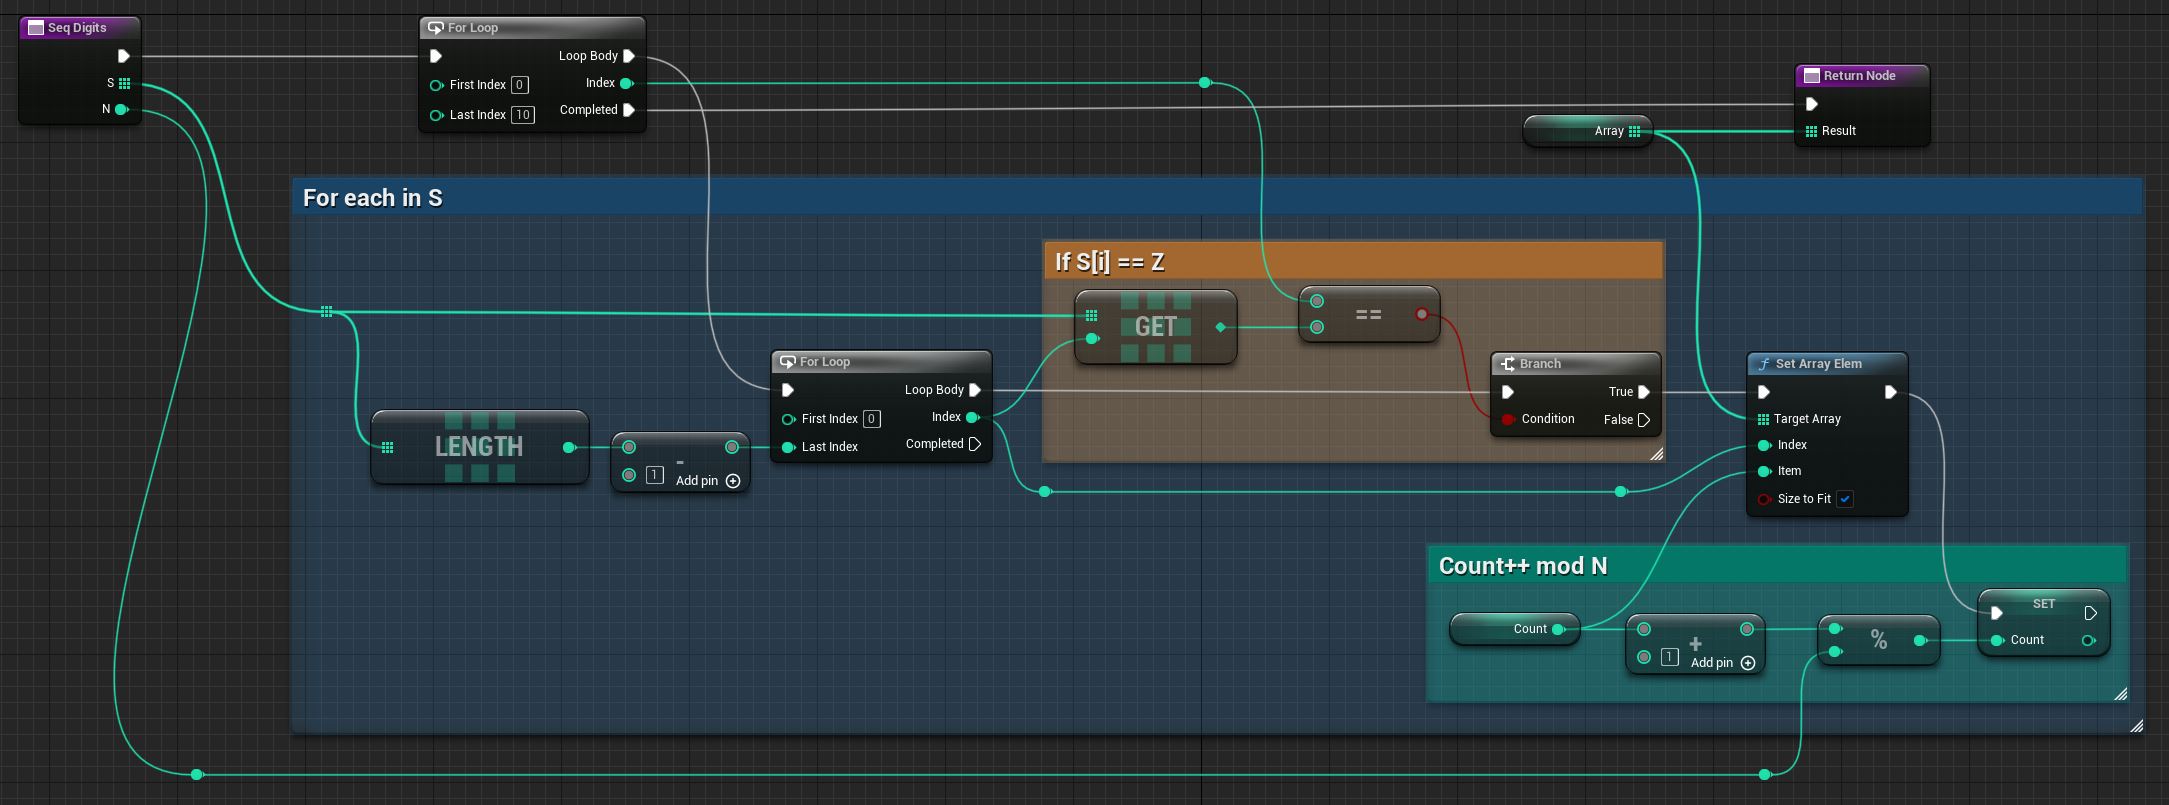 Seq Digits
S
N
For Loop
Loop Body
First Index 0
Index
Last Index 10
Completed
Return Node
Array
Result
For each in S
If S[i] == Z
GET
==
For Loop
Loop Body
First Index 0
Index
Last Index
Completed
Branch
True
Condition
False
Set Array Elem
Target Array
Index
Item
Size to Fit
LENGTH
-
1
Add pin
Count++ mod N
Count
+
1
Add pin
%
SET
Count